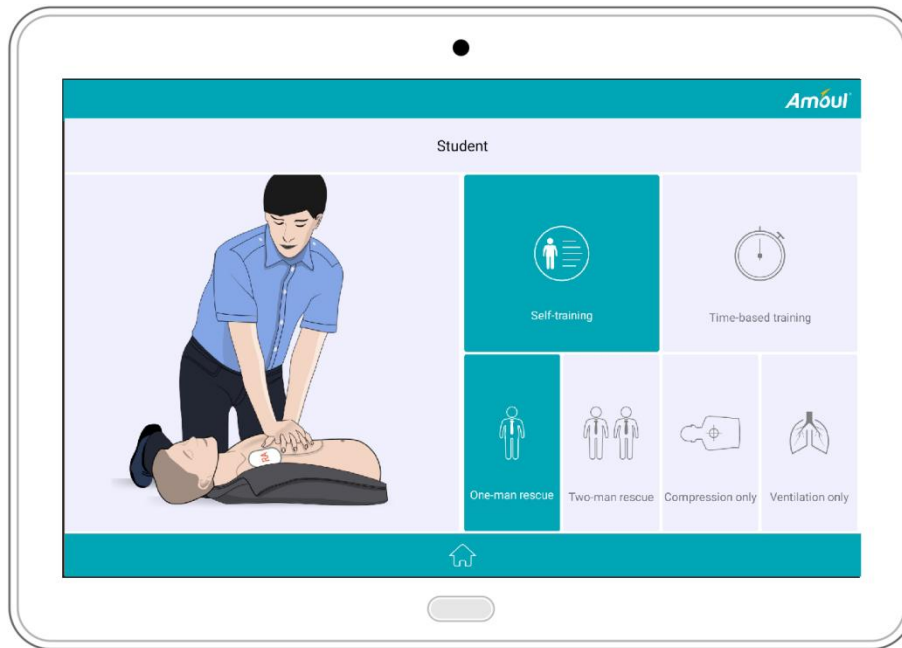 Amoul
Student
Self-training
Time-based training
One-man rescue
Two-man rescue
Compression only
Ventilation only